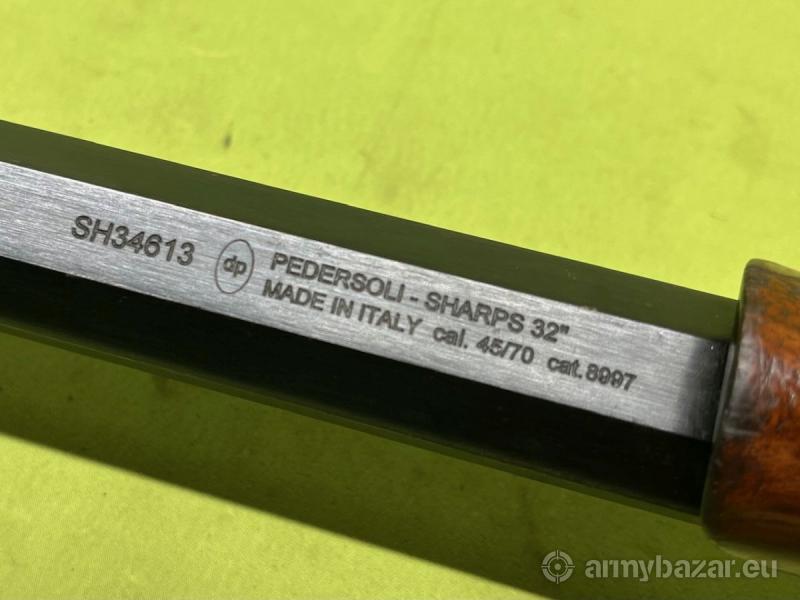 SH34613 dp PEDERSOLI - SHARPS 32"
MADE IN ITALY cal. 45/70 cat.8997
armybazar.eu